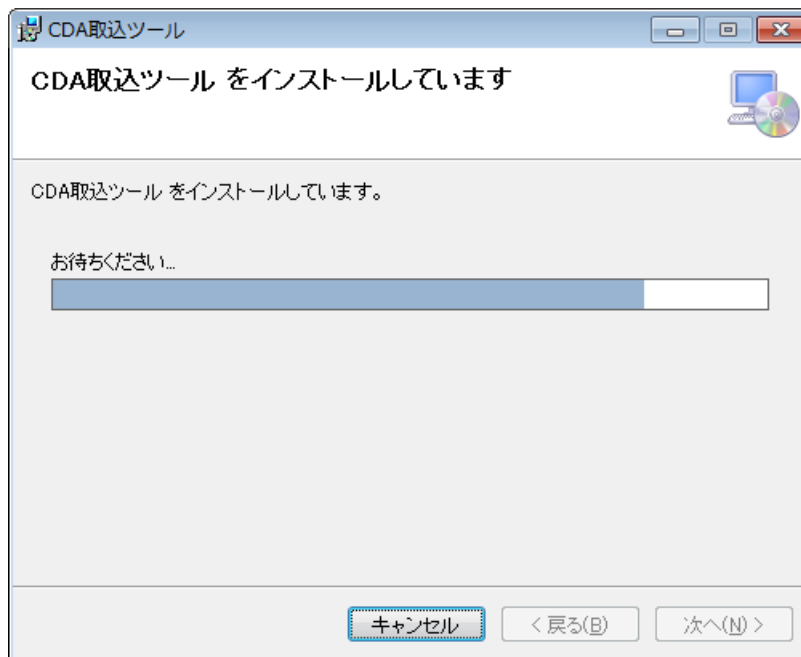 CDA取込ツール
CDA取込ツール をインストールしています
CDA取込ツール をインストールしています。
お待ちください...
キャンセル
< 戻る(B)
次へ(N) >